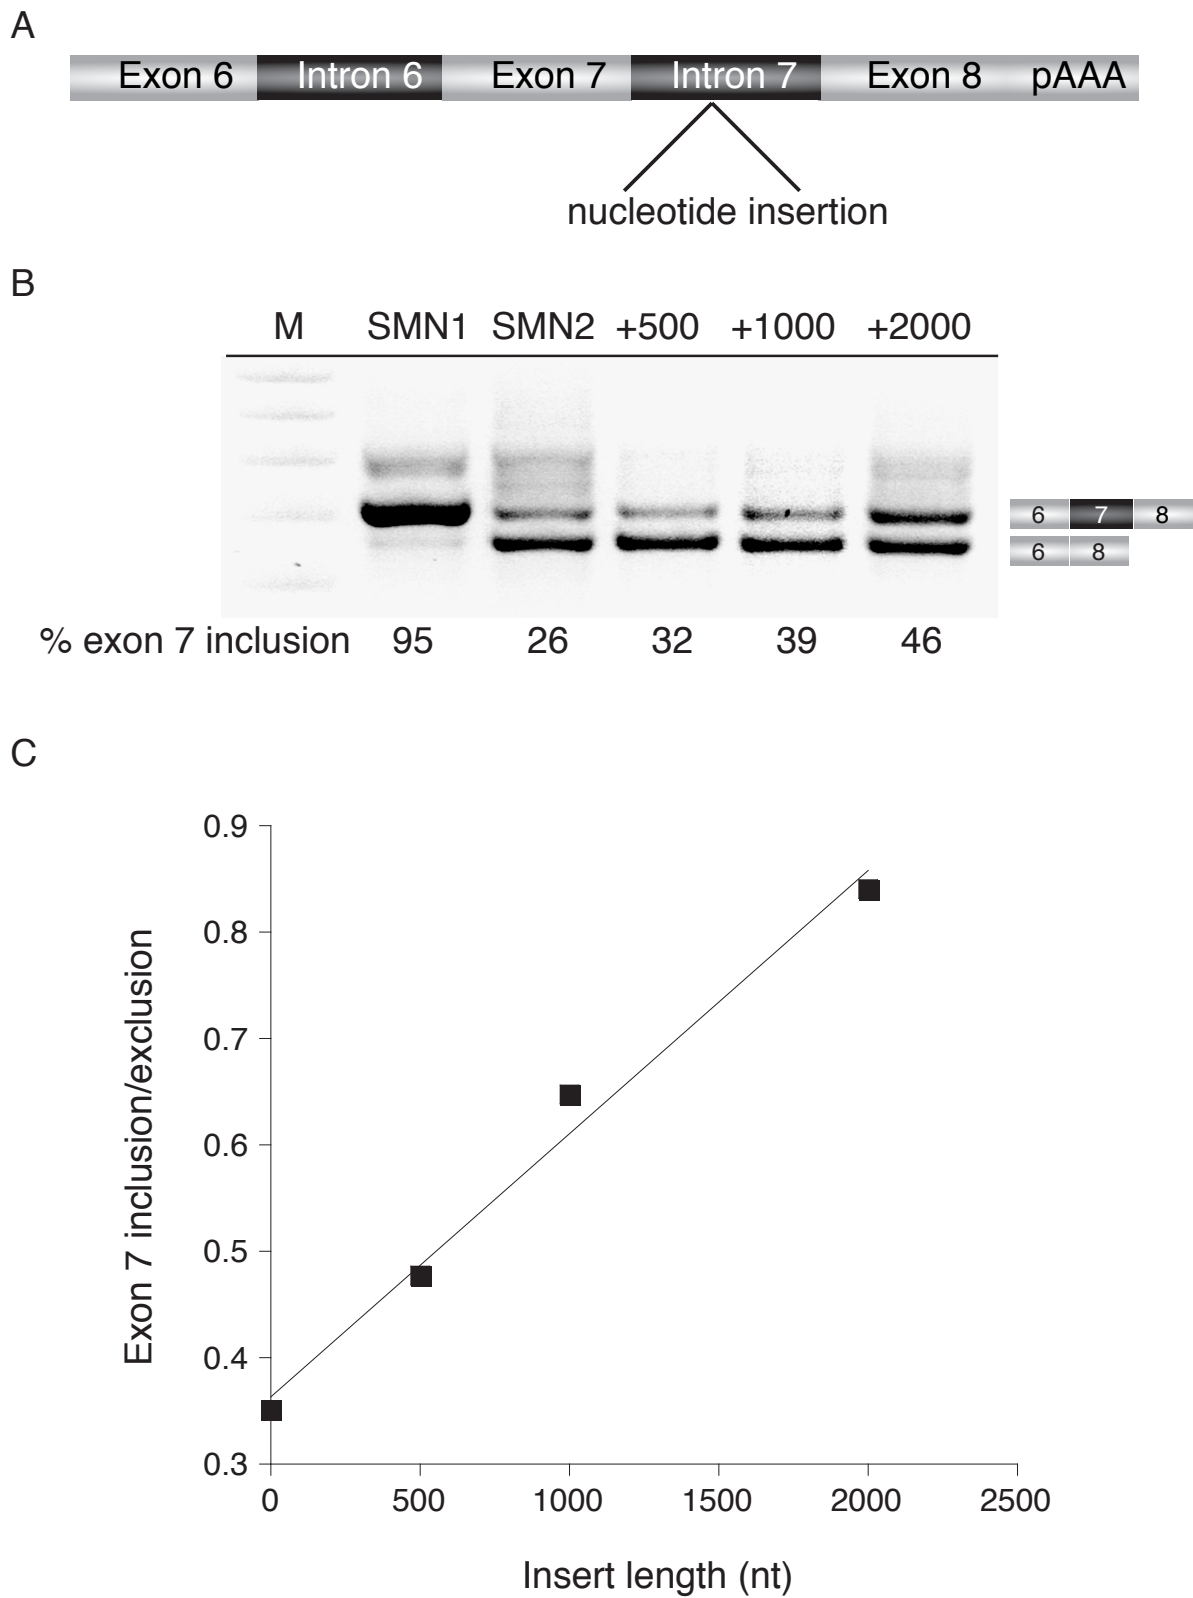 A
Exon 6 Intron 6 Exon 7 Intron 7 Exon 8 pAAA
nucleotide insertion
B
M SMN1 SMN2 +500 +1000 +2000
6 7 8
6 8
% exon 7 inclusion 95 26 32 39 46
C
Exon 7 inclusion/exclusion
0.9
0.8
0.7
0.6
0.5
0.4
0.3
0 500 1000 1500 2000 2500
Insert length (nt)